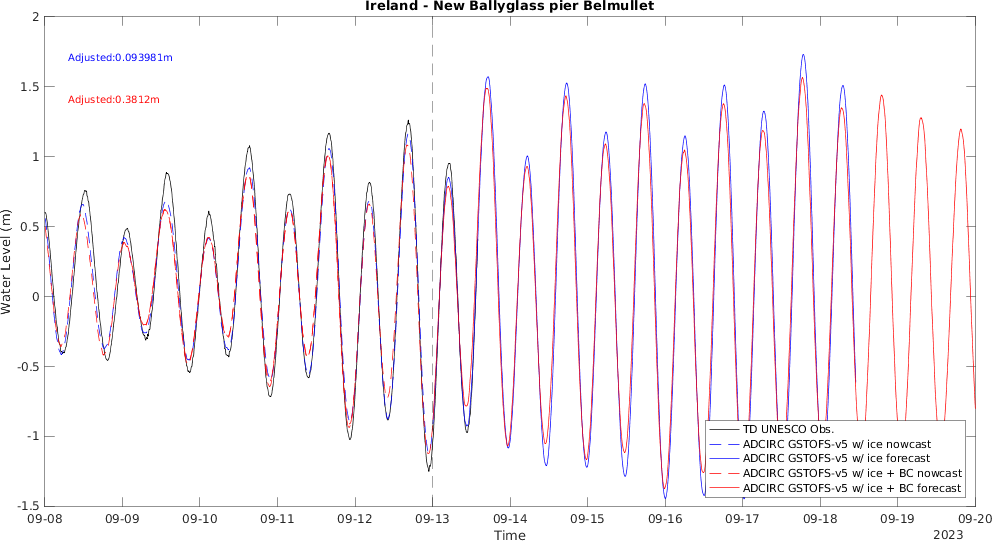 Ireland - New Ballyglass pier Belmullet
Adjusted:0.093981m
Adjusted:0.3812m
Water Level (m)
2
1.5
1
0.5
0
-0.5
-1
-1.5
TD UNESCO Obs.
ADCIRC GSTOFS-v5 w/ ice nowcast
ADCIRC GSTOFS-v5 w/ ice forecast
ADCIRC GSTOFS-v5 w/ ice + BC nowcast
ADCIRC GSTOFS-v5 w/ ice + BC forecast
09-08 09-09 09-10 09-11 09-12 09-13 09-14 09-15 09-16 09-17 09-18 09-19 09-20
Time
2023